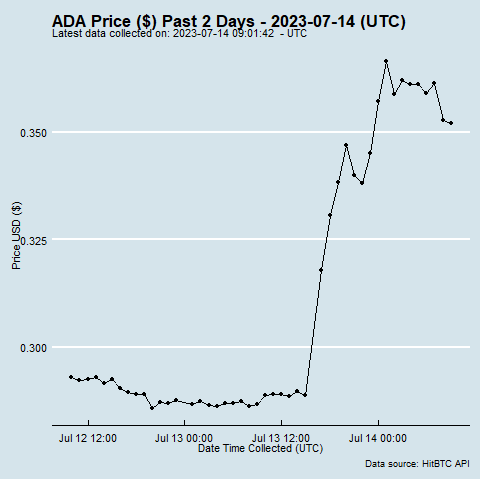 ADA Price ($) Past 2 Days - 2023-07-14 (UTC)
Latest data collected on: 2023-07-14 09:01:42 - UTC
Price USD ($)
0.350
0.325
0.300
Jul 12 12:00
Jul 13 00:00
Jul 13 12:00
Jul 14 00:00
Date Time Collected (UTC)
Data source: HitBTC API